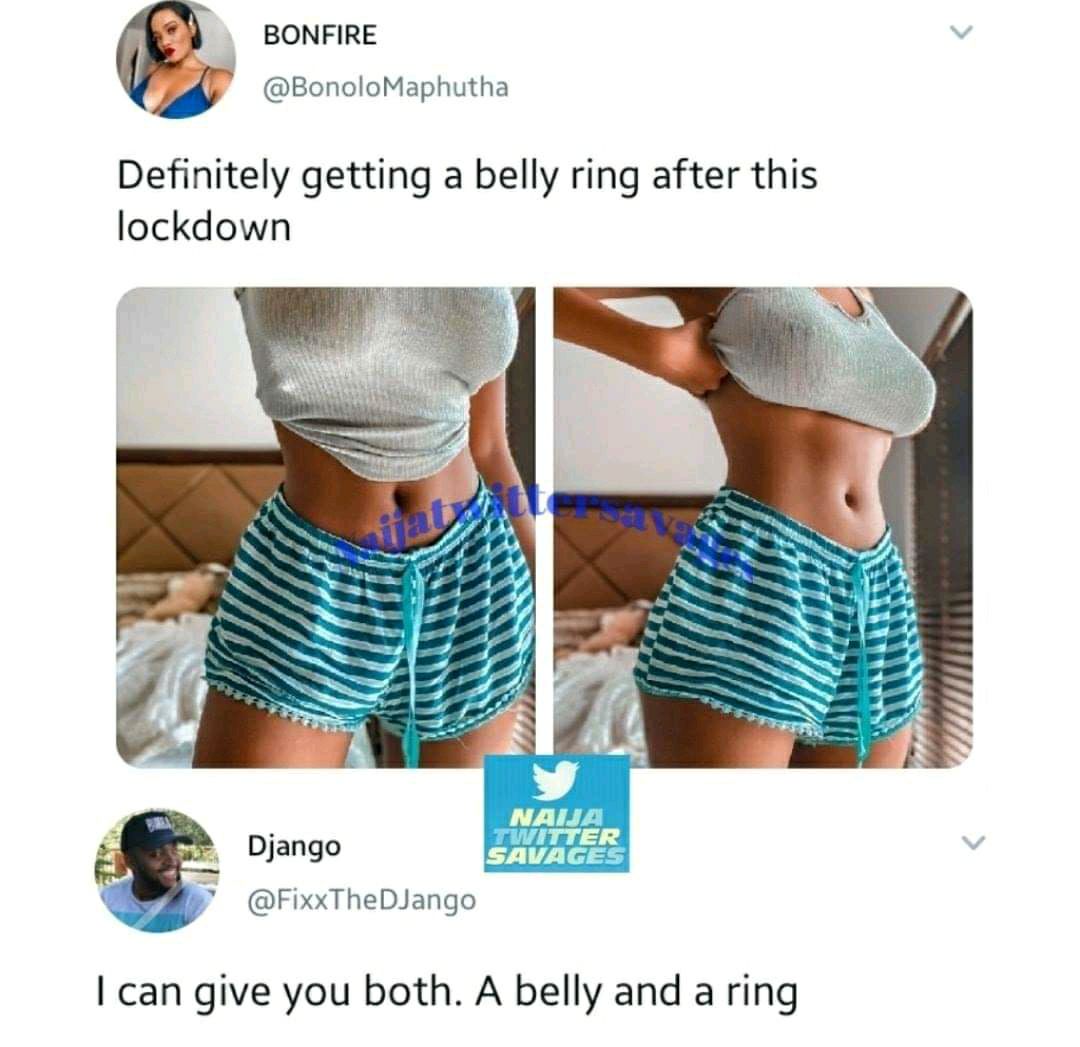 BONFIRE
@BonoloMaphutha
Definitely getting a belly ring after this
lockdown
Naijatwittersavages
NAIJA
TWITTER
SAVAGES
Django
@FixxTheDJango
I can give you both. A belly and a ring